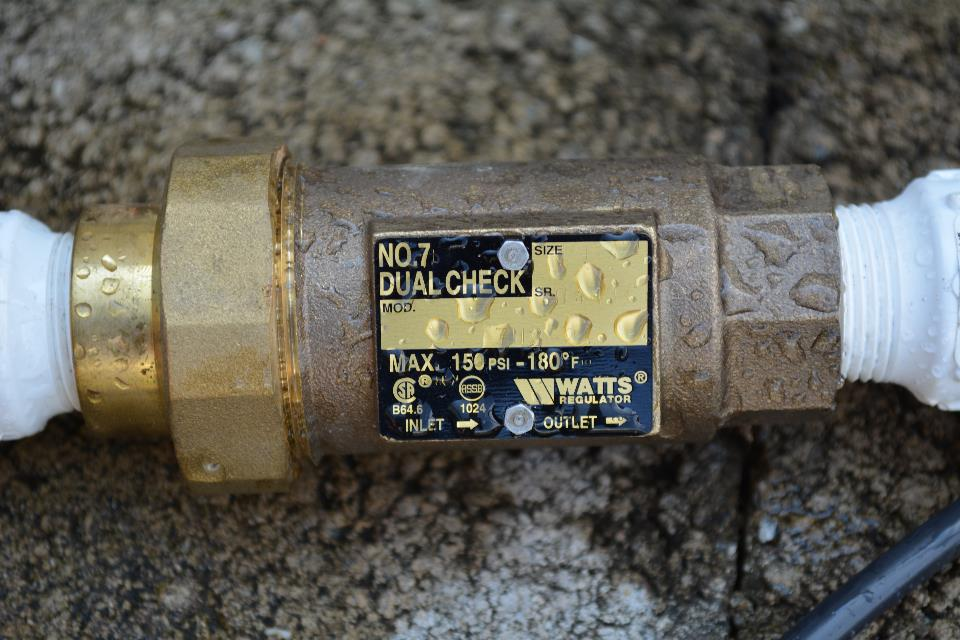 NO.7
DUAL CHECK
SIZE
SR.
MOD.
MAX. 150 PSI - 180° F
® ASSE
B64.6 1024
WATTS®
REGULATOR
INLET OUTLET